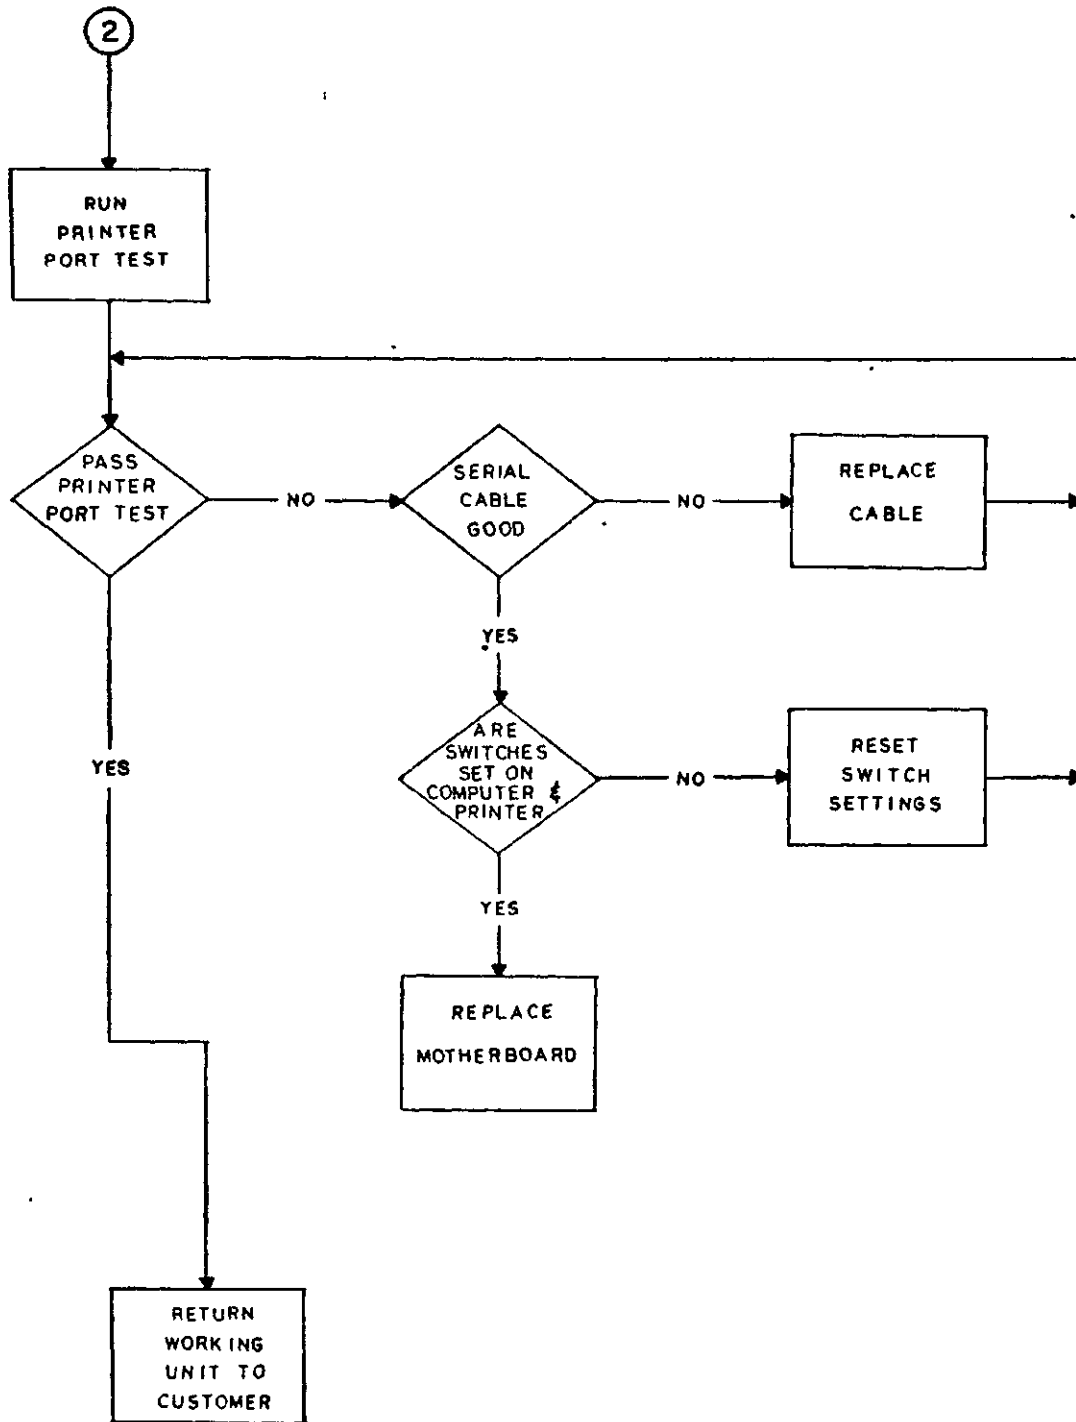 2
RUN
PRINTER
PORT TEST
PASS
PRINTER
PORT TEST
NO
SERIAL
CABLE
GOOD
NO
REPLACE
CABLE
YES
YES
ARE
SWITCHES
SET ON
COMPUTER &
PRINTER
NO
RESET
SWITCH
SETTINGS
YES
REPLACE
MOTHERBOARD
RETURN
WORKING
UNIT TO
CUSTOMER